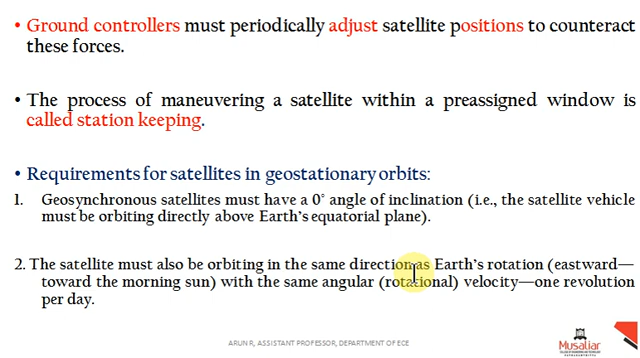 • Ground controllers must periodically adjust satellite positions to counteract
these forces.
• The process of maneuvering a satellite within a preassigned window is
called station keeping.
• Requirements for satellites in geostationary orbits:
1. Geosynchronous satellites must have a 0° angle of inclination (i.e., the satellite vehicle
must be orbiting directly above Earth's equatorial plane).
2. The satellite must also be orbiting in the same direction as Earth's rotation (eastward—
toward the morning sun) with the same angular (rotational) velocity—one revolution
per day.
ARUN R, ASSISTANT PROFESSOR, DEPARTMENT OF ECE
Musaliar